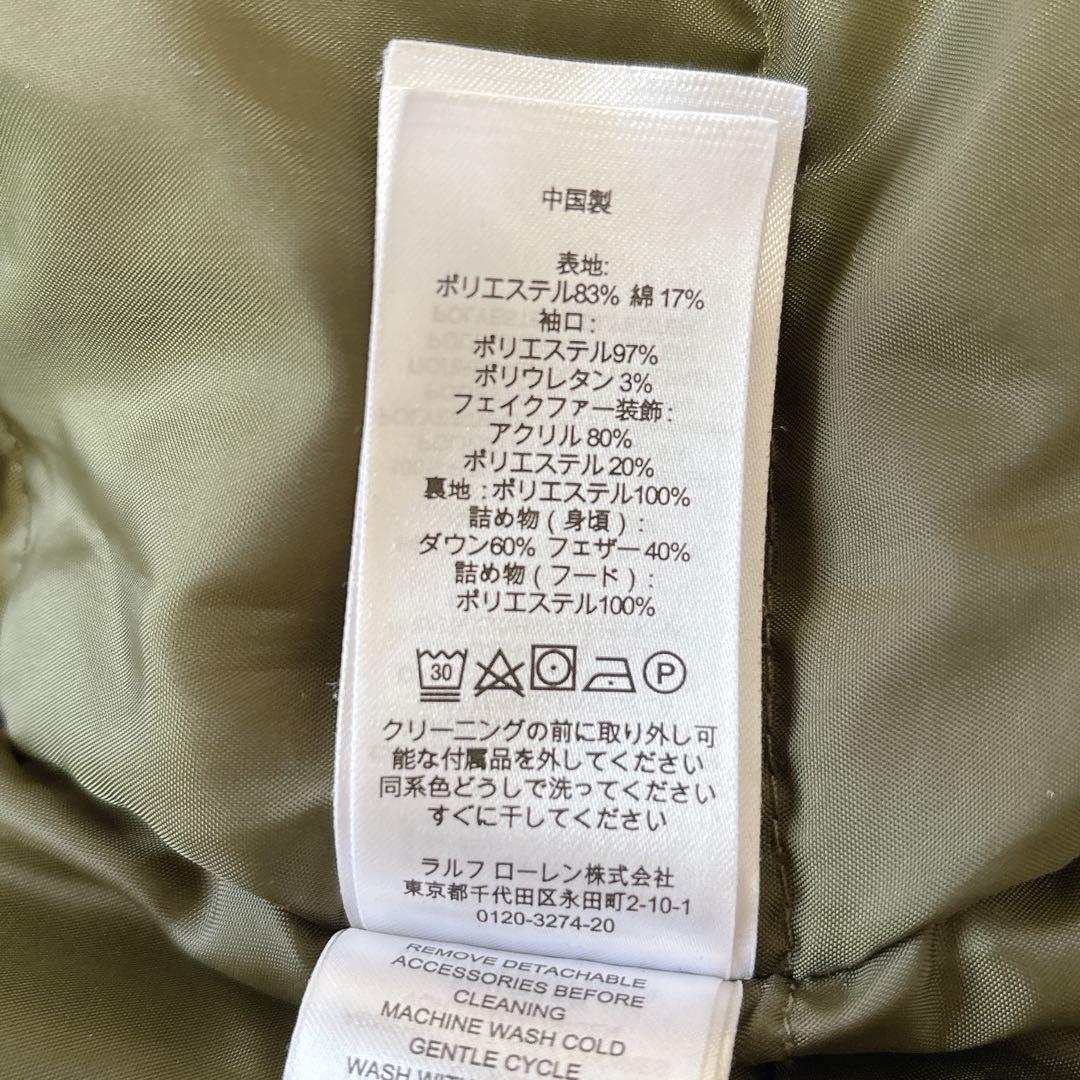 中国製
表地:
ポリエステル83% 綿 17%
袖口:
ポリエステル97%
ポリウレタン 3%
フェイクファー装飾:
アクリル 80%
ポリエステル 20%
裏地:ポリエステル100%
詰め物(身頃):
ダウン60% フェザー 40%
詰め物(フード):
ポリエステル100%
30
P
クリーニングの前に取り外し可
能な付属品を外してください
同系色どうしで洗ってください
すぐに干してください
ラルフ ローレン株式会社
東京都千代田区永田町2-10-1
0120-3274-20
REMOVE DETACHABLE
ACCESSORIES BEFORE
CLEANING
MACHINE WASH COLD
GENTLE CYCLE
WASH WITH